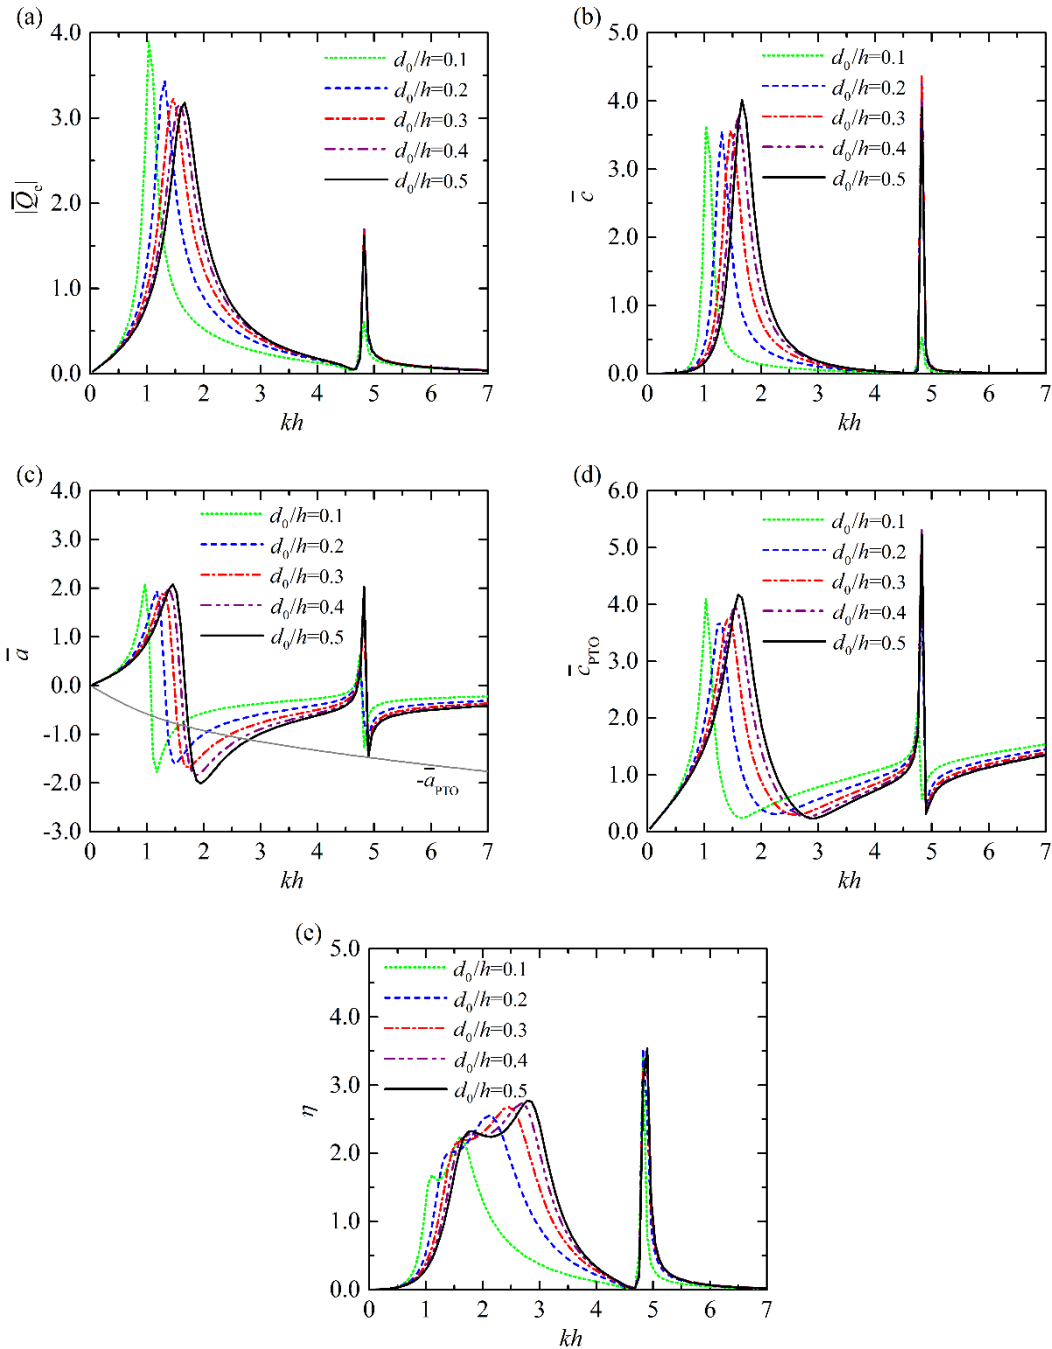 (a)
4.0
3.0
2.0
1.0
0.0
|Q̅e|
0 1 2 3 4 5 6 7
kh
d0/h=0.1
d0/h=0.2
d0/h=0.3
d0/h=0.4
d0/h=0.5
(b)
5.0
4.0
3.0
2.0
1.0
0.0
c̅
0 1 2 3 4 5 6 7
kh
d0/h=0.1
d0/h=0.2
d0/h=0.3
d0/h=0.4
d0/h=0.5
(c)
4.0
3.0
2.0
1.0
0.0
-1.0
-2.0
-3.0
a̅
0 1 2 3 4 5 6 7
kh
d0/h=0.1
d0/h=0.2
d0/h=0.3
d0/h=0.4
d0/h=0.5
-a̅PTO
(d)
6.0
5.0
4.0
3.0
2.0
1.0
0.0
c̅PTO
0 1 2 3 4 5 6 7
kh
d0/h=0.1
d0/h=0.2
d0/h=0.3
d0/h=0.4
d0/h=0.5
(e)
5.0
4.0
3.0
2.0
1.0
0.0
η
0 1 2 3 4 5 6 7
kh
d0/h=0.1
d0/h=0.2
d0/h=0.3
d0/h=0.4
d0/h=0.5